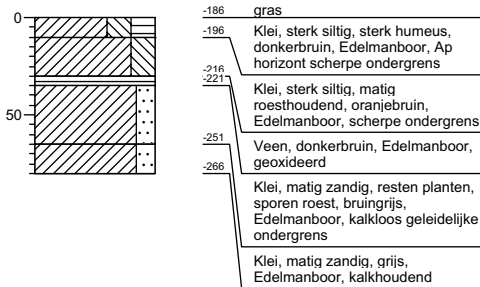 0
50
-186
gras
-196
Klei, sterk siltig, sterk humeus,
donkerbruin, Edelmanboor, Ap
horizont scherpe ondergrens
-216
-221
Klei, sterk siltig, matig
roesthoudend, oranjebruin,
Edelmanboor, scherpe ondergrens
Veen, donkerbruin, Edelmanboor,
geoxideerd
-251
-266
Klei, matig zandig, resten planten,
sporen roest, bruingrijs,
Edelmanboor, kalkloos geleidelijke
ondergrens
Klei, matig zandig, grijs,
Edelmanboor, kalkhoudend